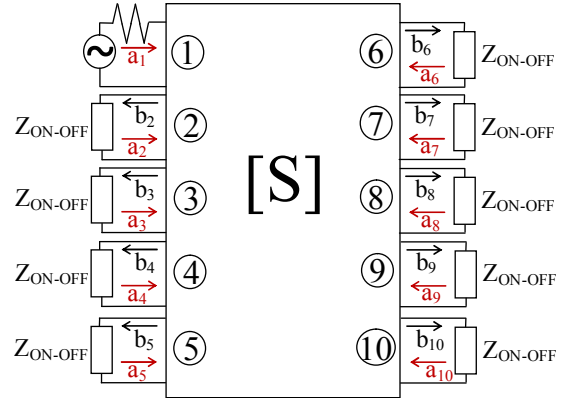 a1 1 6 b6 a6 ZON-OFF
ZON-OFF b2 a2 2 7 b7 a7 ZON-OFF
ZON-OFF b3 a3 3 [S] 8 b8 a8 ZON-OFF
ZON-OFF b4 a4 4 9 b9 a9 ZON-OFF
ZON-OFF b5 a5 5 10 b10 a10 ZON-OFF